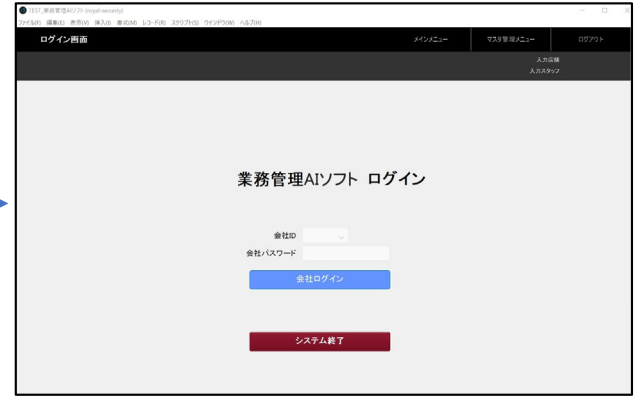 TEST_業務管理AIソフト (royal-security)
ファイル(F) 編集(E) 表示(V) 挿入(I) 書式(M) レコード(R) スクリプト(S) ウインドウ(W) ヘルプ(H)
ログイン画面 メインメニュー マスタ管理メニュー ログアウト
入力店舗
入力スタッフ
業務管理AIソフト ログイン
会社ID
会社パスワード
会社ログイン
システム終了